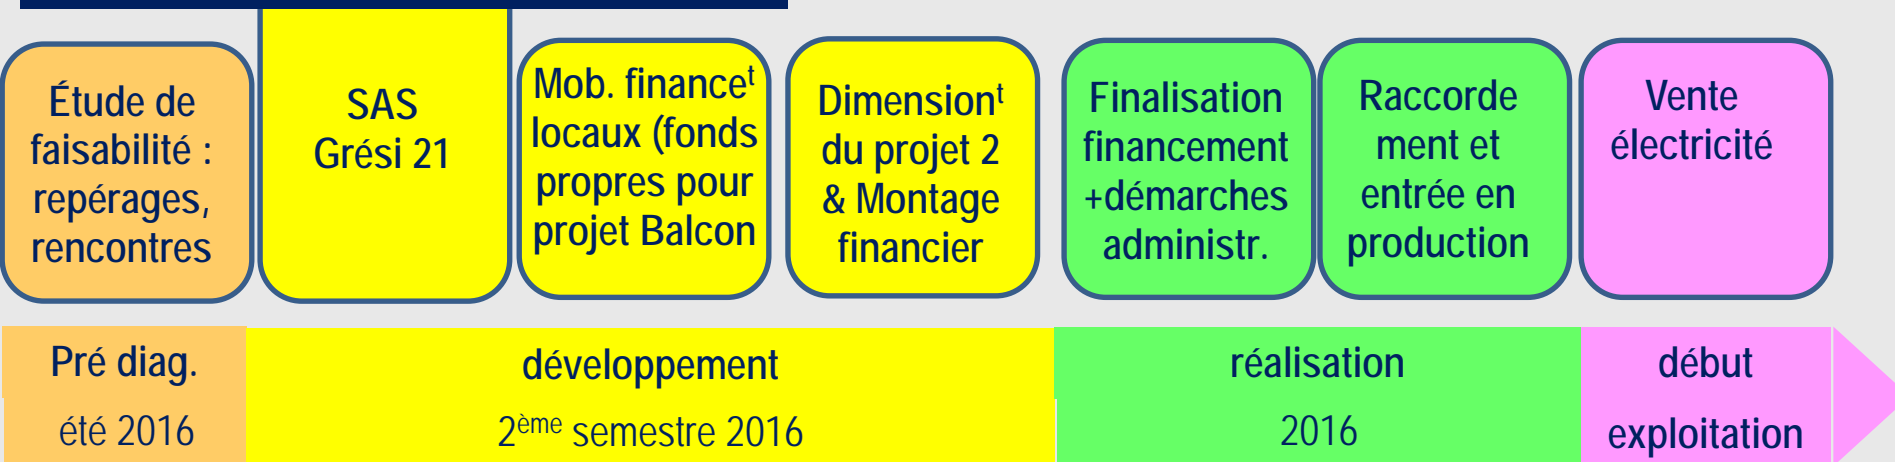 Étude de
faisabilité :
repérages,
rencontres
SAS
Grési 21
Mob. financeᵗ
locaux (fonds
propres pour
projet Balcon
Dimensionᵗ
du projet 2
& Montage
financier
Finalisation
financement
+démarches
administr.
Raccorde
ment et
entrée en
production
Vente
électricité
Pré diag.
été 2016
développement
2ème semestre 2016
réalisation
2016
début
exploitation